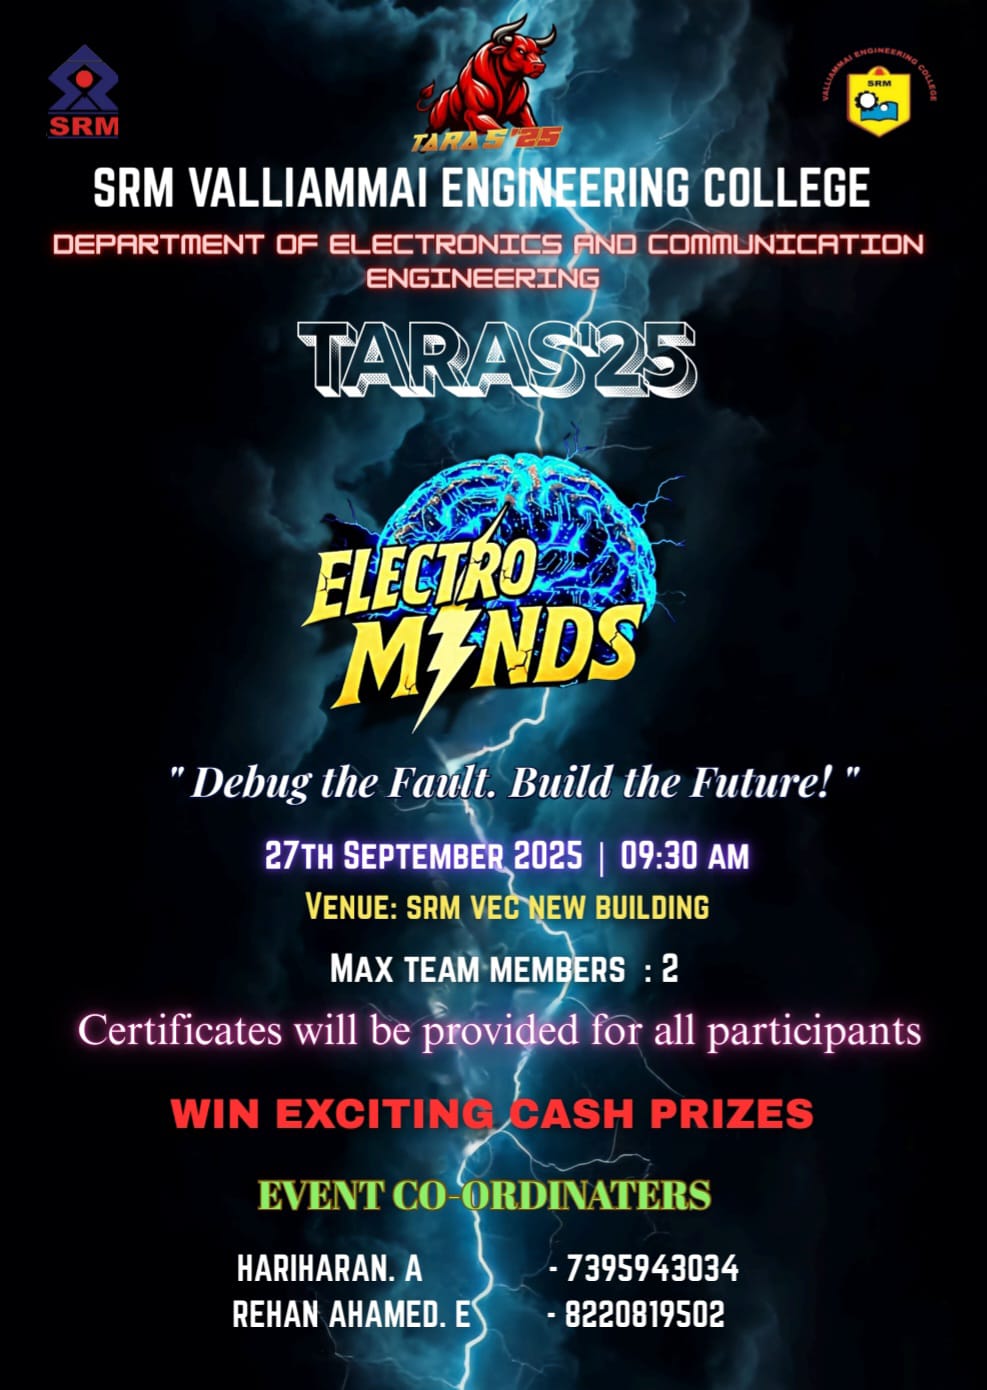 SRM
TARAS'25
VALLIAMMAI ENGINEERING COLLEGE
SRM
SRM VALLIAMMAI ENGINEERING COLLEGE
DEPARTMENT OF ELECTRONICS AND COMMUNICATION
ENGINEERING
TARAS'25
ELECTRO
MINDS
" Debug the Fault. Build the Future! "
27TH SEPTEMBER 2025 | 09:30 AM
VENUE: SRM VEC NEW BUILDING
MAX TEAM MEMBERS : 2
Certificates will be provided for all participants
WIN EXCITING CASH PRIZES
EVENT CO-ORDINATERS
HARIHARAN. A - 7395943034
REHAN AHAMED. E - 8220819502